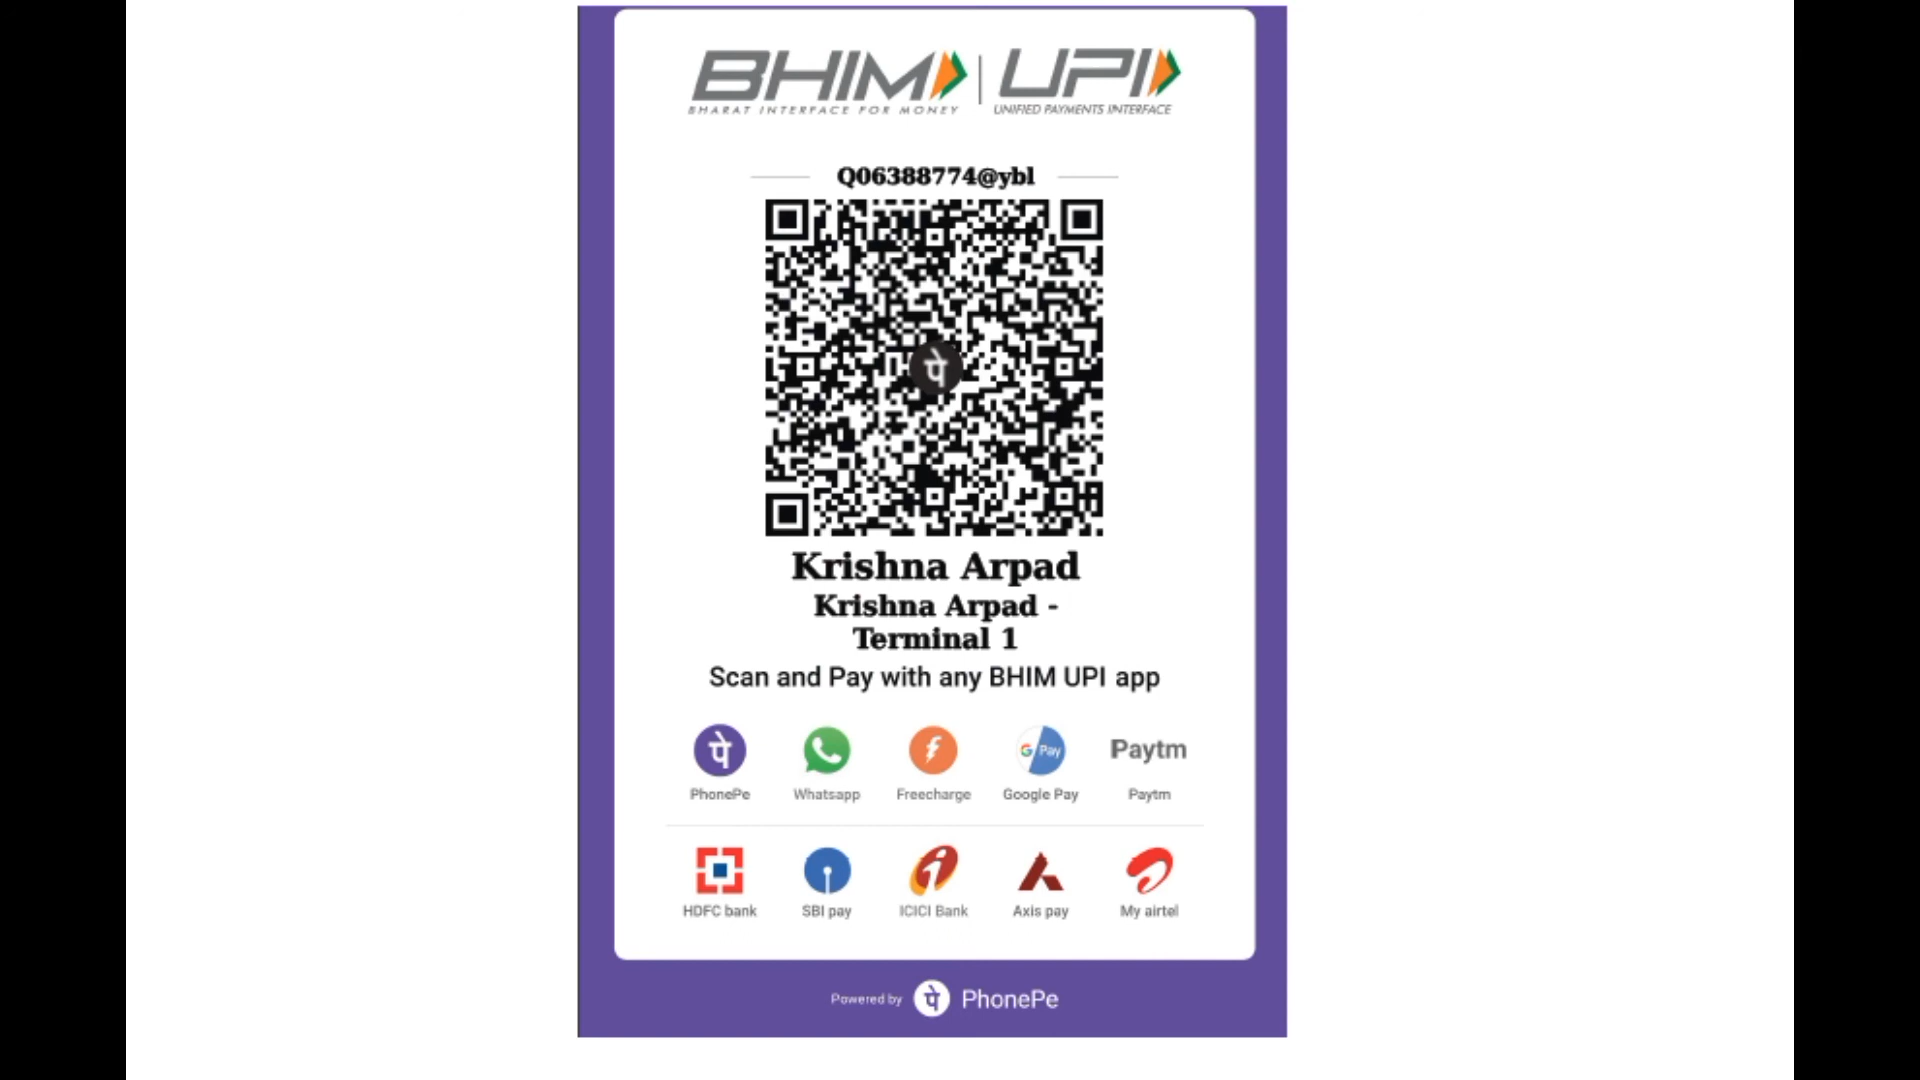 BHIM UPI
BHARAT INTERFACE FOR MONEY UNIFIED PAYMENTS INTERFACE
Q06388774@ybl
पे
Krishna Arpad
Krishna Arpad -
Terminal 1
Scan and Pay with any BHIM UPI app
पे G Pay Paytm
PhonePe Whatsapp Freecharge Google Pay Paytm
HDFC bank SBI pay ICICI Bank Axis pay My airtel
Powered by पे PhonePe